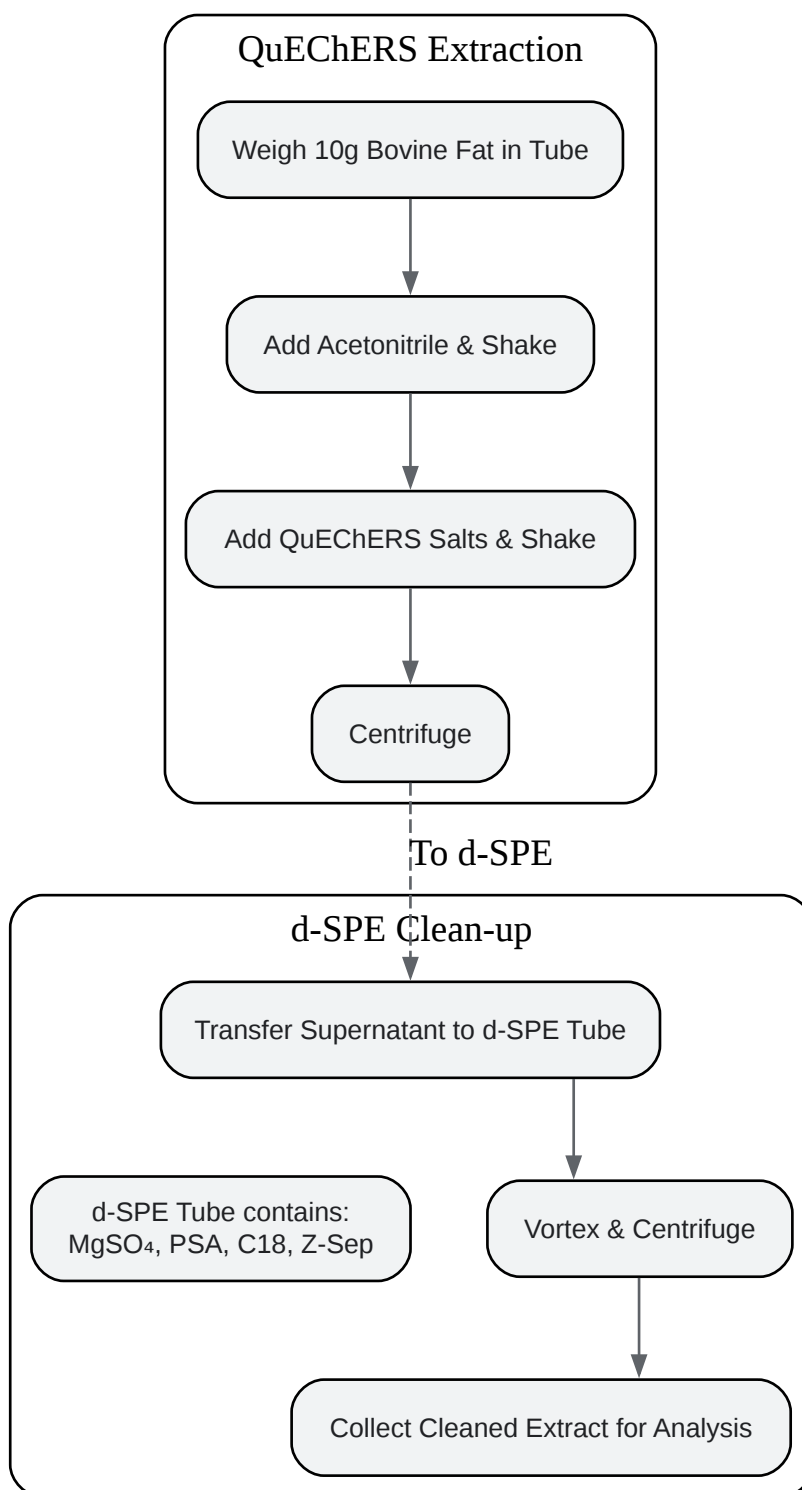 QuEChERS Extraction
Weigh 10g Bovine Fat in Tube
Add Acetonitrile & Shake
Add QuEChERS Salts & Shake
Centrifuge
To d-SPE
d-SPE Clean-up
Transfer Supernatant to d-SPE Tube
d-SPE Tube contains:
MgSO₄, PSA, C18, Z-Sep
Vortex & Centrifuge
Collect Cleaned Extract for Analysis